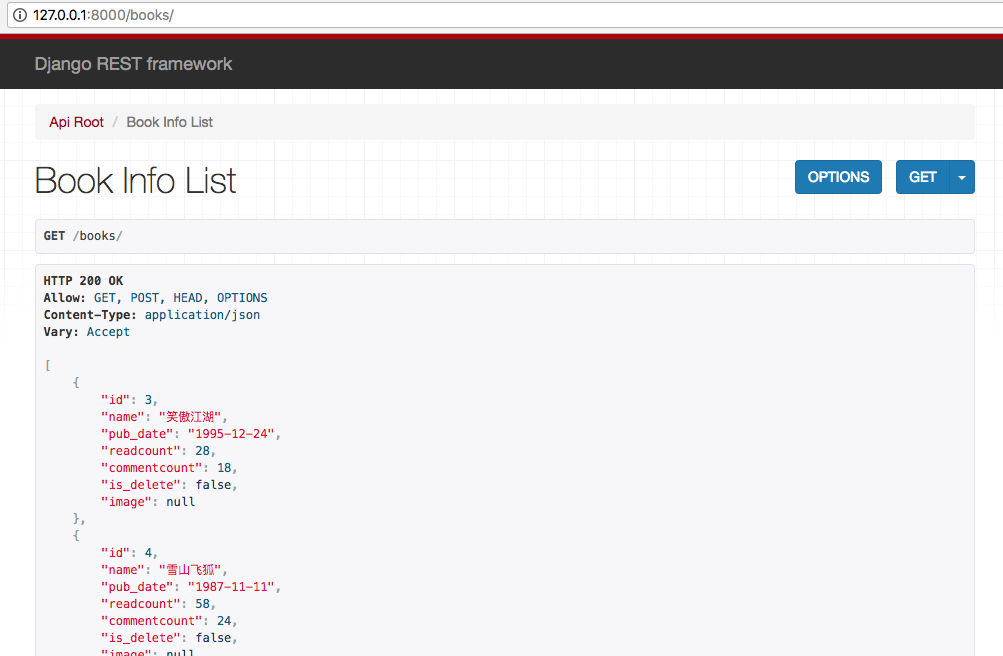 127.0.0.1:8000/books/
Django REST framework
Api Root / Book Info List
Book Info List
OPTIONS
GET
GET /books/
HTTP 200 OK
Allow: GET, POST, HEAD, OPTIONS
Content-Type: application/json
Vary: Accept
[
    {
        "id": 3,
        "name": "笑傲江湖",
        "pub_date": "1995-12-24",
        "readcount": 28,
        "commentcount": 18,
        "is_delete": false,
        "image": null
    },
    {
        "id": 4,
        "name": "雪山飞狐",
        "pub_date": "1987-11-11",
        "readcount": 58,
        "commentcount": 24,
        "is_delete": false,
        "image": null